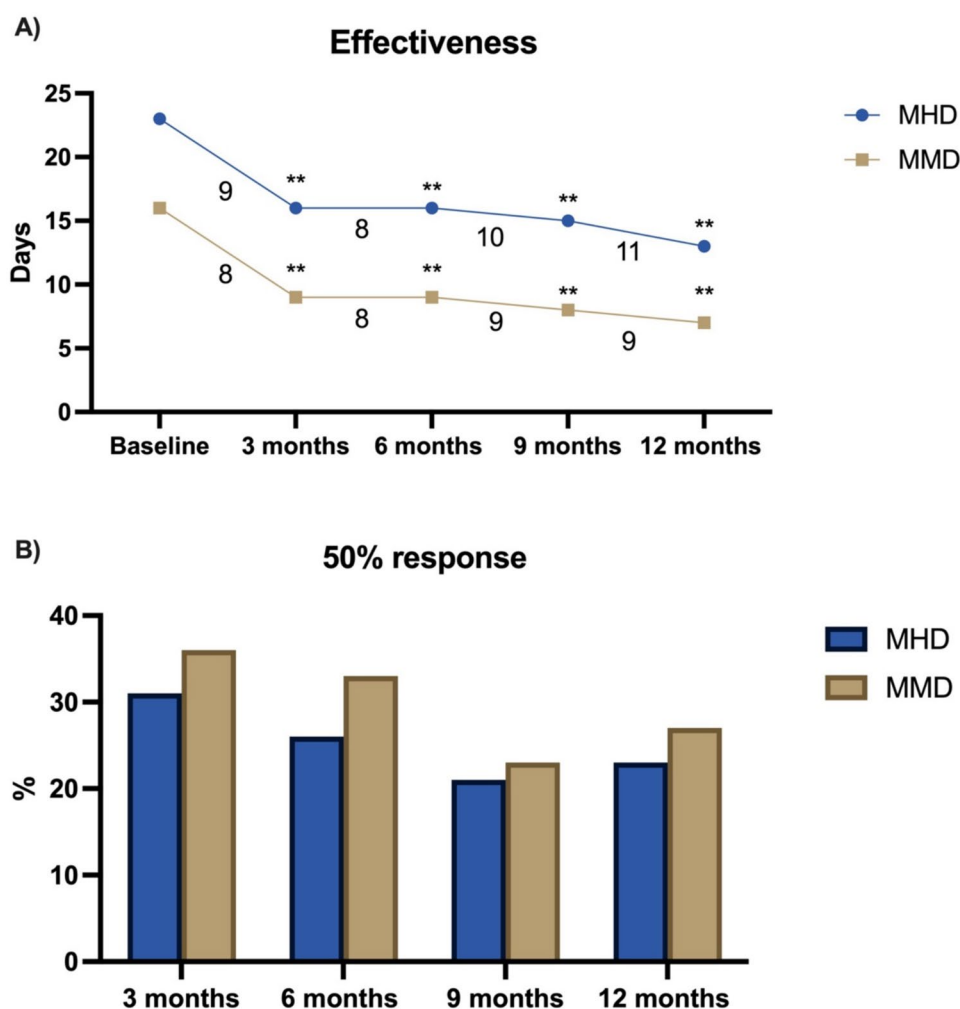 A)
Effectiveness
25
20
15
10
5
0
Days
9
8
10
11
8
8
9
9
** ** ** **
** ** ** **
Baseline 3 months 6 months 9 months 12 months
MHD
MMD
B)
50% response
40
30
20
10
0
%
3 months 6 months 9 months 12 months
MHD
MMD